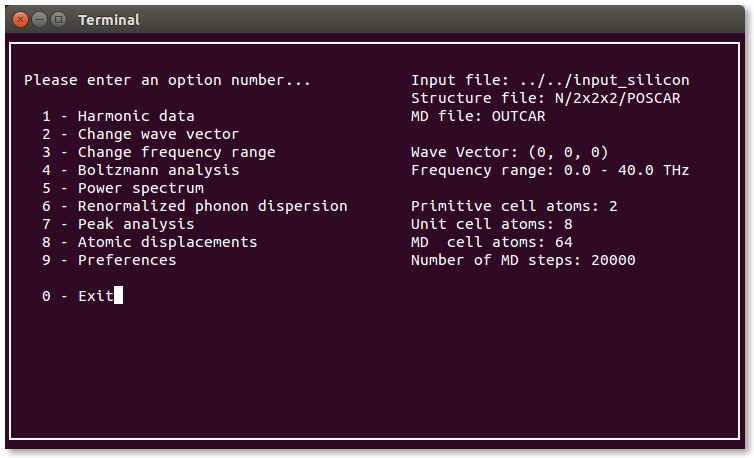 Terminal
Please enter an option number...
1 - Harmonic data
2 - Change wave vector
3 - Change frequency range
4 - Boltzmann analysis
5 - Power spectrum
6 - Renormalized phonon dispersion
7 - Peak analysis
8 - Atomic displacements
9 - Preferences
0 - Exit
Input file: ../../input_silicon
Structure file: N/2x2x2/POSCAR
MD file: OUTCAR
Wave Vector: (0, 0, 0)
Frequency range: 0.0 - 40.0 THz
Primitive cell atoms: 2
Unit cell atoms: 8
MD  cell atoms: 64
Number of MD steps: 20000